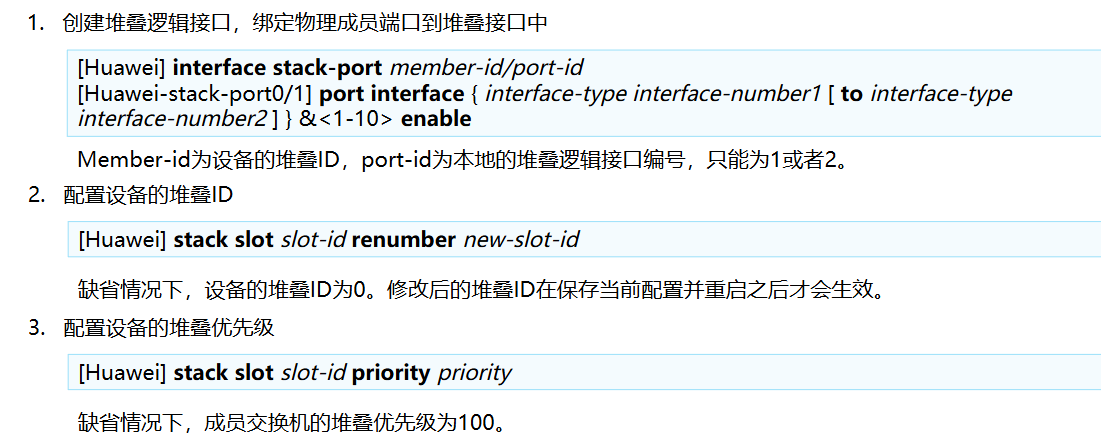 1. 创建堆叠逻辑接口，绑定物理成员端口到堆叠接口中
[Huawei] interface stack-port member-id/port-id
[Huawei-stack-port0/1] port interface { interface-type interface-number1 [ to interface-type
interface-number2 ] } &<1-10> enable
Member-id为设备的堆叠ID，port-id为本地的堆叠逻辑接口编号，只能为1或者2。
2. 配置设备的堆叠ID
[Huawei] stack slot slot-id renumber new-slot-id
缺省情况下，设备的堆叠ID为0。修改后的堆叠ID在保存当前配置并重启之后才会生效。
3. 配置设备的堆叠优先级
[Huawei] stack slot slot-id priority priority
缺省情况下，成员交换机的堆叠优先级为100。